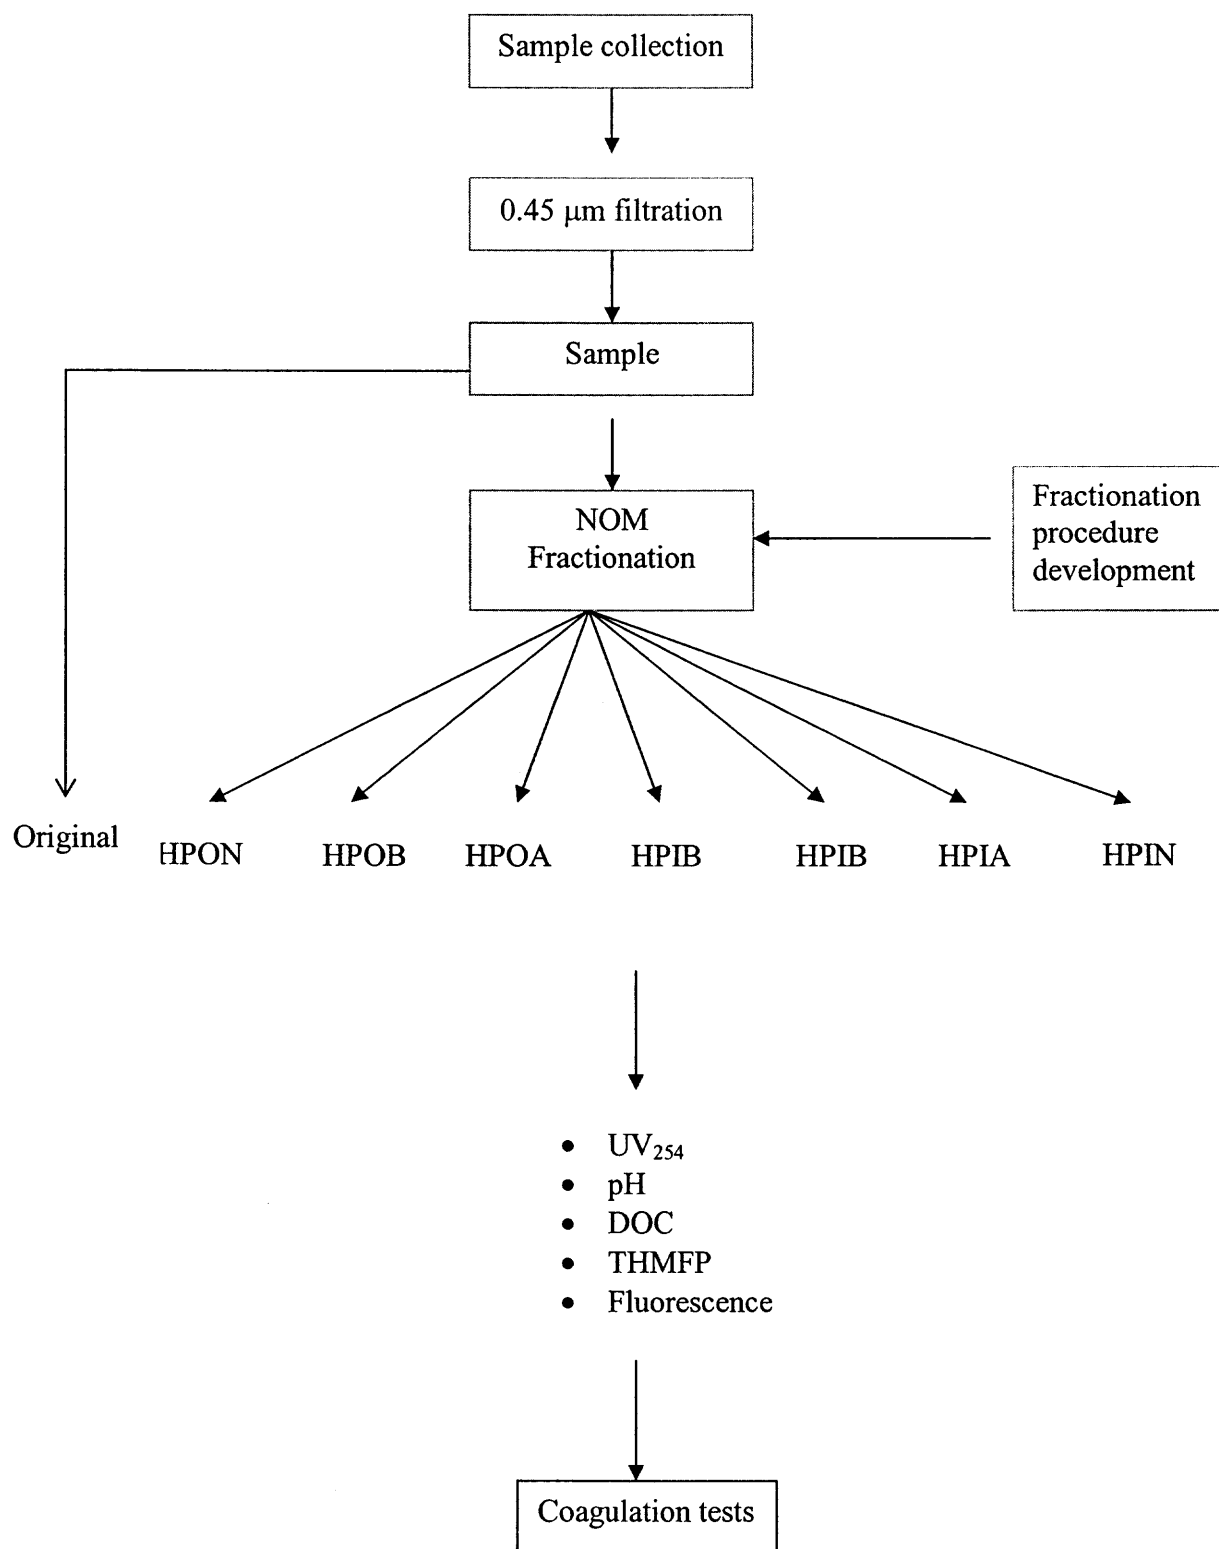 Sample collection
0.45 μm filtration
Sample
NOM
Fractionation
Fractionation
procedure
development
Original
HPON
HPOB
HPOA
HPIB
HPIB
HPIA
HPIN
• UV₂₅₄
• pH
• DOC
• THMFP
• Fluorescence
Coagulation tests